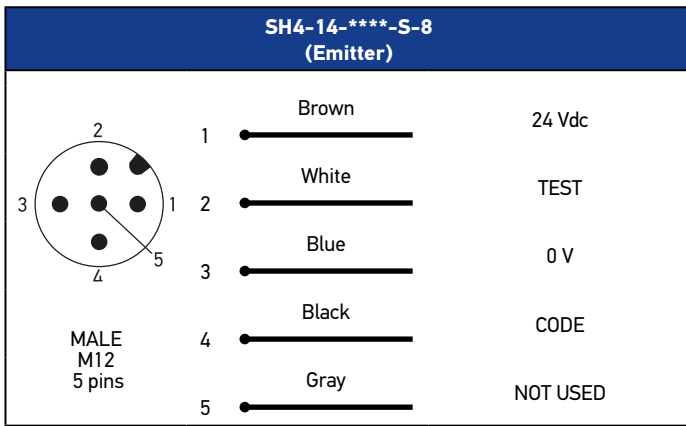 SH4-14-****-S-8
(Emitter)
2
3
1
5
4
MALE
M12
5 pins
1 Brown 24 Vdc
2 White TEST
3 Blue 0 V
4 Black CODE
5 Gray NOT USED